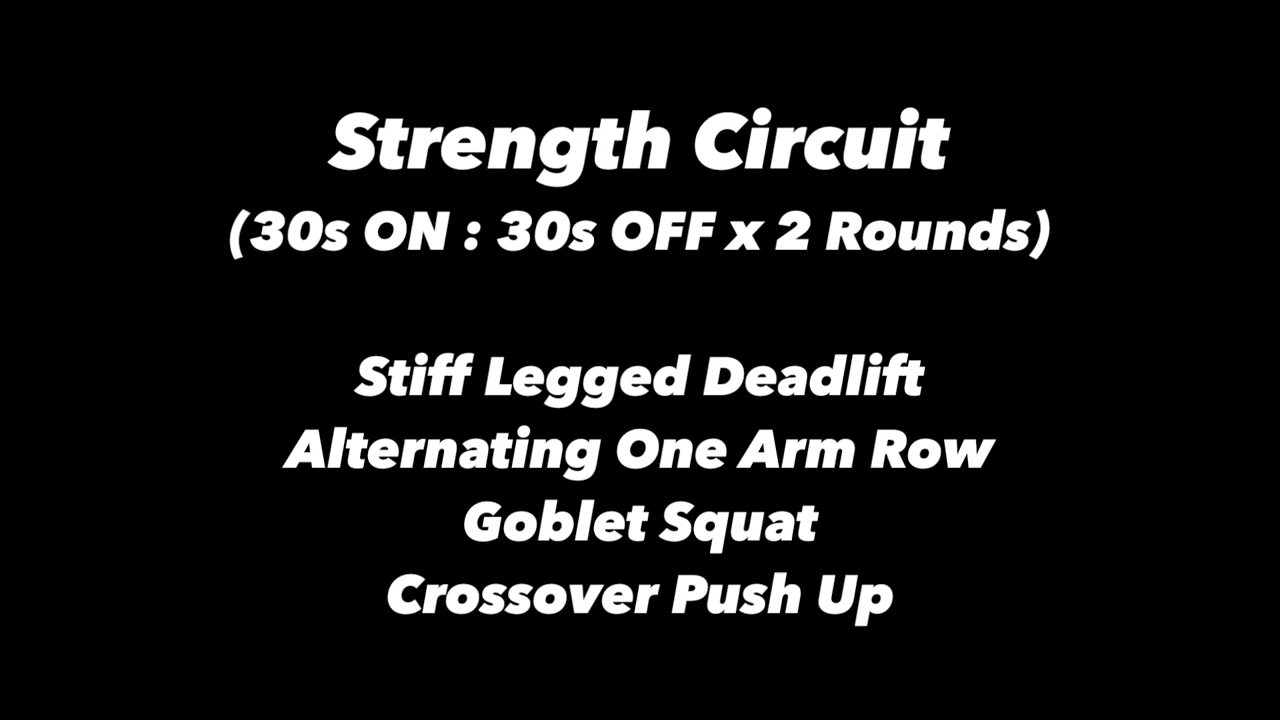 Strength Circuit
(30s ON : 30s OFF x 2 Rounds)
Stiff Legged Deadlift
Alternating One Arm Row
Goblet Squat
Crossover Push Up